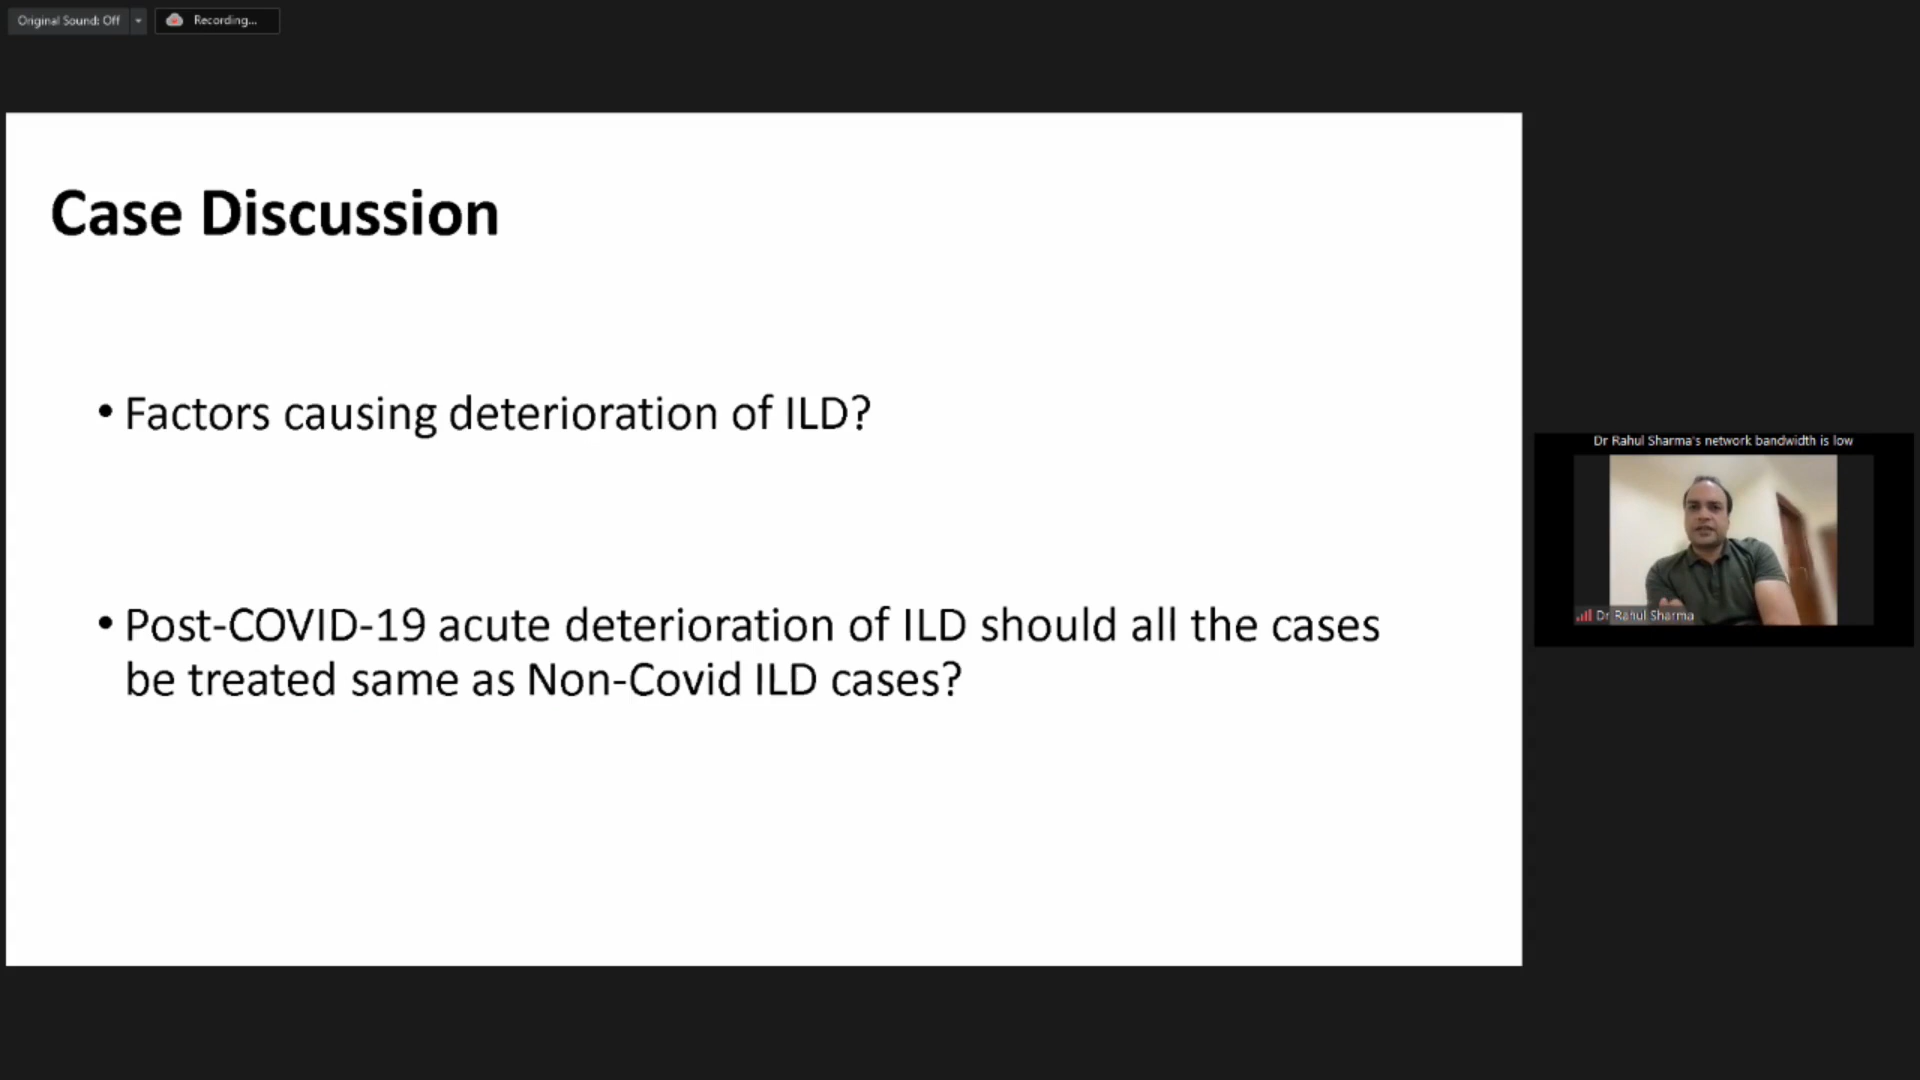 Original Sound: Off
Recording...
Case Discussion
• Factors causing deterioration of ILD?
• Post-COVID-19 acute deterioration of ILD should all the cases
be treated same as Non-Covid ILD cases?
Dr Rahul Sharma's network bandwidth is low
Dr Rahul Sharma